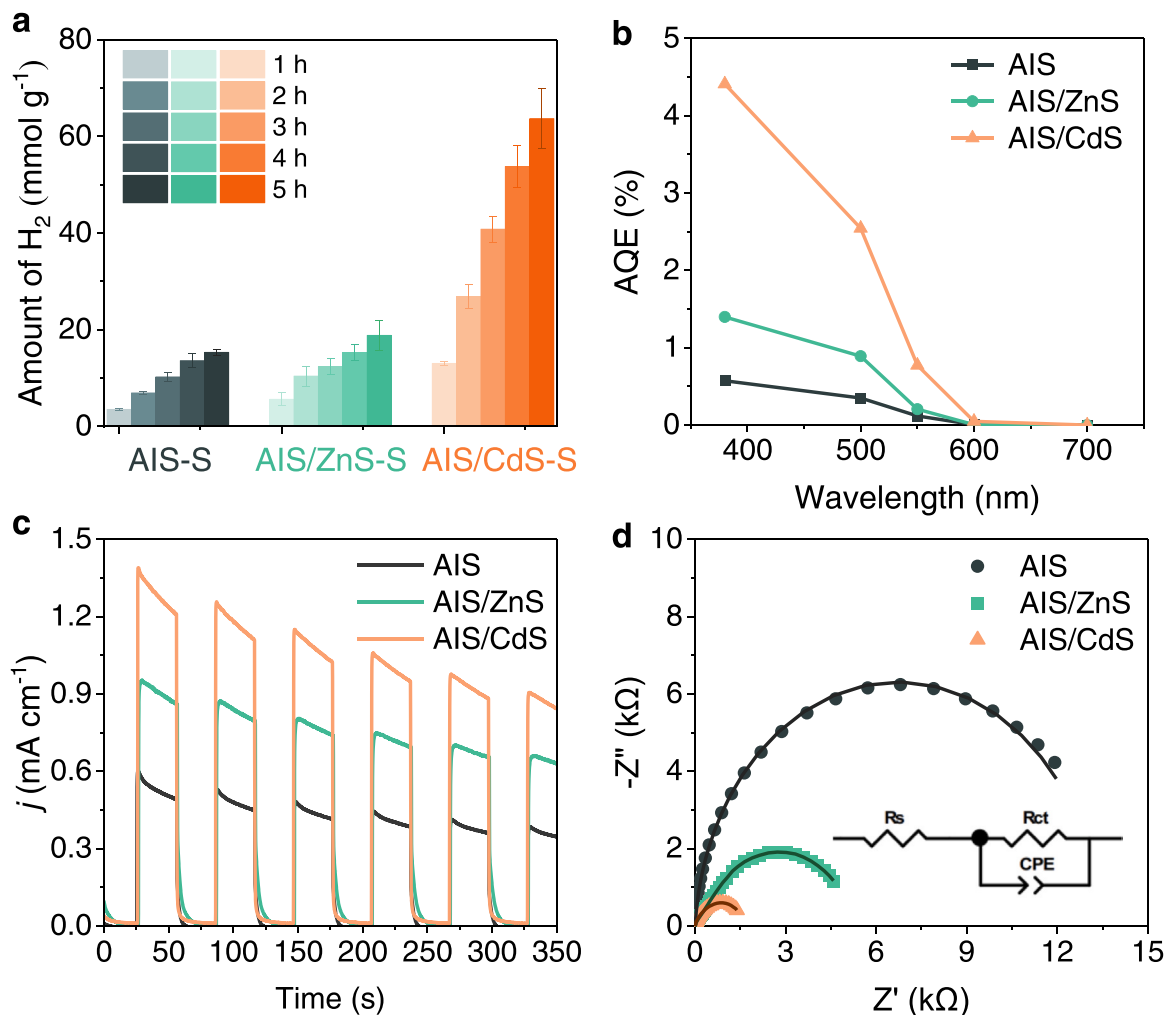 a
Amount of H₂ (mmol g⁻¹)
80
60
40
20
0
1 h
2 h
3 h
4 h
5 h
AIS-S
AIS/ZnS-S
AIS/CdS-S
b
AQE (%)
5
4
3
2
1
0
AIS
AIS/ZnS
AIS/CdS
400
500
600
700
Wavelength (nm)
c
j (mA cm⁻¹)
1.5
1.2
0.9
0.6
0.3
0.0
AIS
AIS/ZnS
AIS/CdS
0
50
100
150
200
250
300
350
Time (s)
d
-Z" (kΩ)
10
8
6
4
2
0
AIS
AIS/ZnS
AIS/CdS
Rs
Rct
CPE
0
3
6
9
12
15
Z' (kΩ)